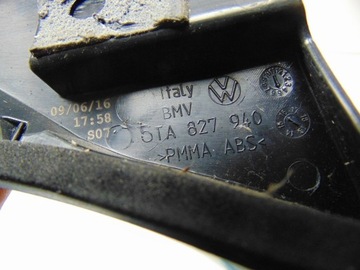 Italy
BMV
09/06/16
17:58
S07
5TA 827 940
>PMMA ABS<